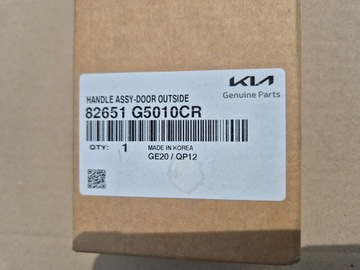 KIA
Genuine Parts
HANDLE ASSY-DOOR OUTSIDE
82651 G5010CR
QTY: 1 MADE IN KOREA
GE20 / QP12